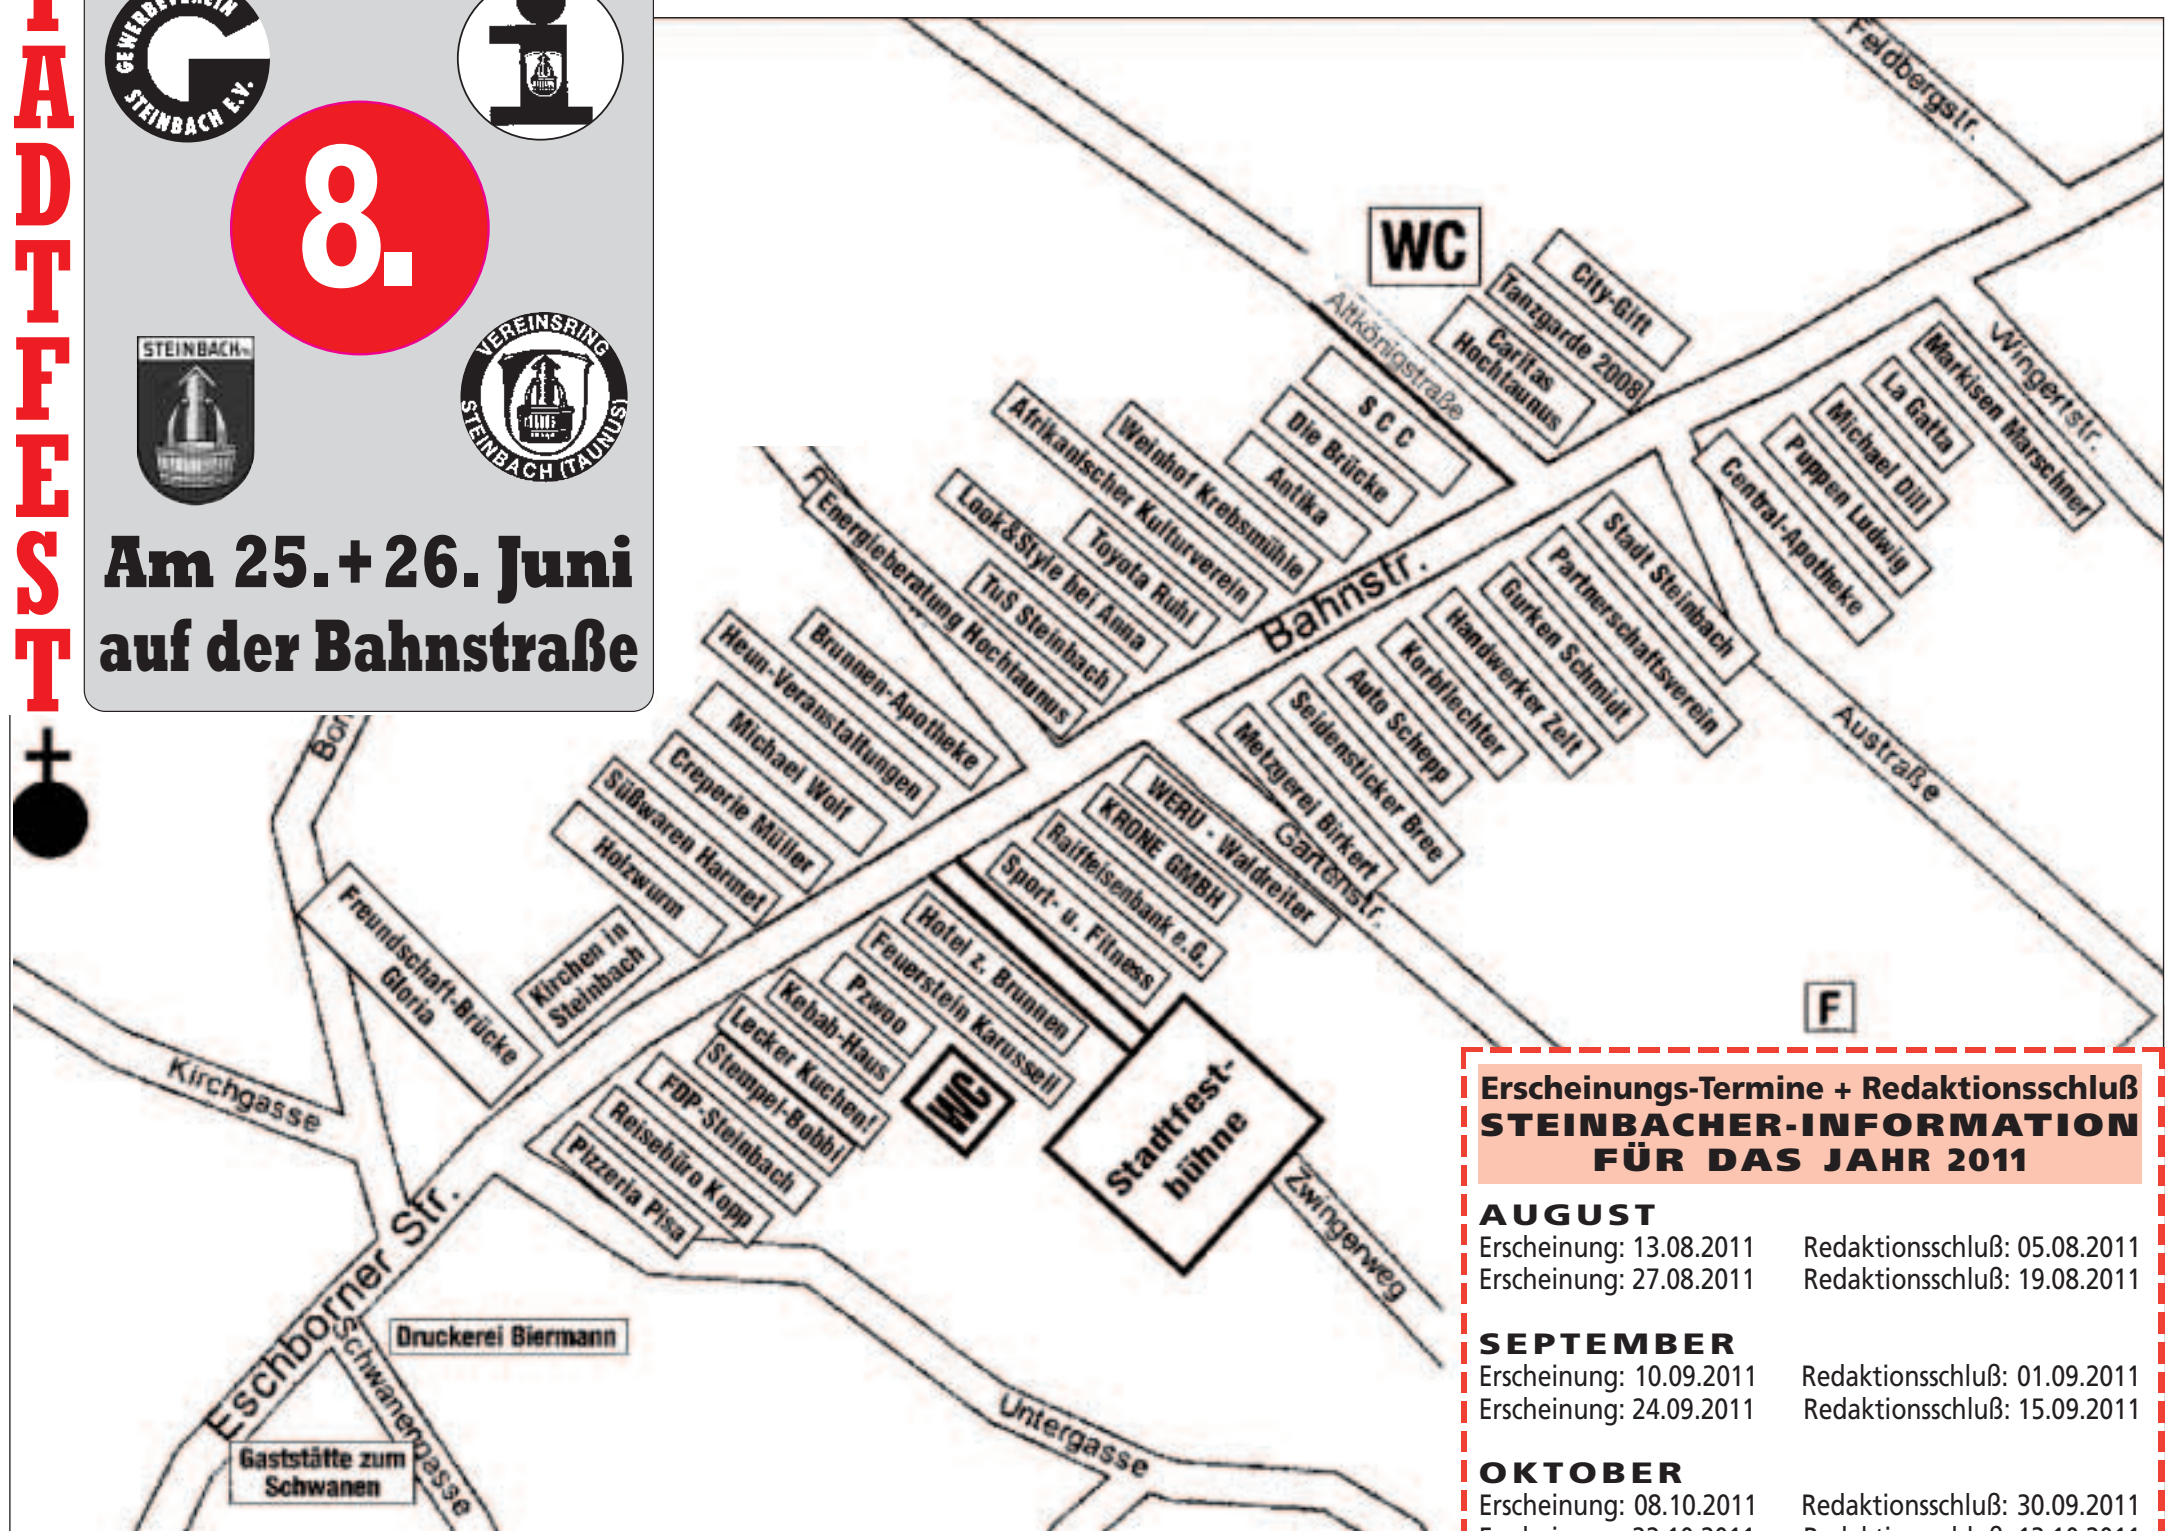 TADTFEST
GEWERBEVEREIN
STEINBACH E.V.
i
8.
STEINBACH
VEREINSRING
STEINBACH (TAUNUS)
Am 25.+26. Juni
auf der Bahnstraße
Feldbergstr.
WC
City-Gift
Tanzgarde 2008
Caritas
Hochtaunus
Altkönigstraße
S C C
Die Brücke
Antika
Weinhof Krebsmühle
Afrikanischer Kulturverein
Toyota Ruhl
Look&Style bei Anna
TuS Steinbach
Energieberatung Hochtaunus
Brunnen-Apotheke
Heun-Veranstaltungen
Michael Wolf
Creperie Müller
Süßwaren Harmet
Holzwurm
Kirchen in
Steinbach
Freundschaft-Brücke
Gloria
Bahnstr.
Wingertstr.
Markisen Marschner
La Gatta
Michael Dill
Puppen Ludwig
Central-Apotheke
Stadt Steinbach
Partnerschaftsverein
Gurken Schmidt
Handwerker Zelt
Korbflechter
Auto Schepp
Seidensticker Bree
Metzgerei Birkert
Austraße
Gartenstr.
WERU - Waldreiter
KRONE GMBH
Raiffeisenbank e.G.
Sport- u. Fitness
Hotel z. Brunnen
Feuerstein Karussell
Pzwoo
Kebab-Haus
Lecker Kuchen!
Stempel-Bobbi
FDP-Steinbach
Reisebüro Kopp
Pizzeria Pisa
Stadtfest-
bühne
Zwingerweg
F
Kirchgasse
Eschborner Str.
Schwanengasse
Druckerei Biermann
Gaststätte zum
Schwanen
Untergasse
Erscheinungs-Termine + Redaktionsschluß
STEINBACHER-INFORMATION
FÜR DAS JAHR 2011
AUGUST
Erscheinung: 13.08.2011 Redaktionsschluß: 05.08.2011
Erscheinung: 27.08.2011 Redaktionsschluß: 19.08.2011
SEPTEMBER
Erscheinung: 10.09.2011 Redaktionsschluß: 01.09.2011
Erscheinung: 24.09.2011 Redaktionsschluß: 15.09.2011
OKTOBER
Erscheinung: 08.10.2011 Redaktionsschluß: 30.09.2011